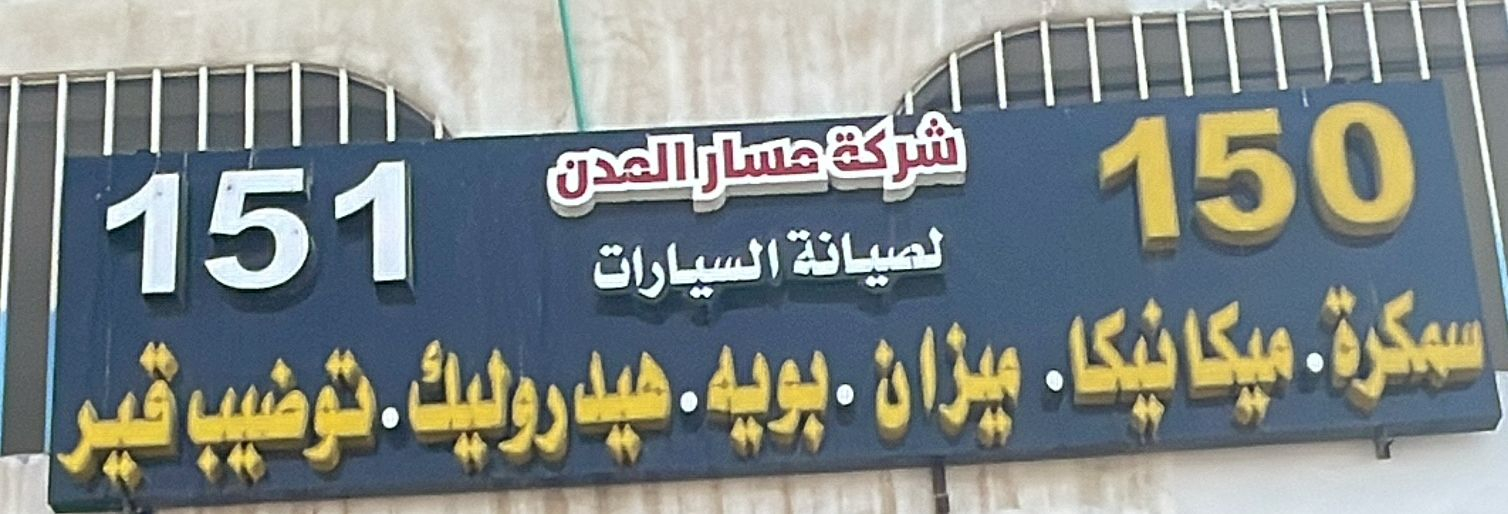 150
شركة مسار المدن
151
لصيانة السيارات
سمكرة . ميكانيكا . ميزان . بويه . هيدروليك . توضيب قير